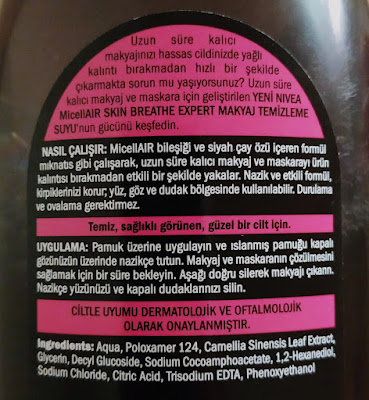 Uzun süre kalıcı
makyajınızı hassas cildinizde yağlı
kalıntı bırakmadan hızlı bir şekilde
çıkartmakta sorun mu yaşıyorsunuz? Uzun süre
kalıcı makyaj ve maskara için geliştirilen YENİ NIVEA
MicellAIR SKIN BREATHE EXPERT MAKYAJ TEMİZLEME
SUYU'nun gücünü keşfedin.
NASIL ÇALIŞIR: MicellAIR bileşiği ve siyah çay özü içeren formül
mıknatıs gibi çalışarak, uzun süre kalıcı makyaj ve maskarayı ürün
kalıntısı bırakmadan etkili bir şekilde yakalar. Nazik ve etkili formül,
kirpiklerinizi korur; yüz, göz ve dudak bölgesinde kullanılabilir. Durulama
ve ovalama gerektirmez.
Temiz, sağlıklı görünen, güzel bir cilt için.
UYGULAMA: Pamuk üzerine uygulayın ve ıslanmış pamuğu kapalı
gözünüzün üzerinde nazikçe tutun. Makyaj ve maskaranın çözülmesini
sağlamak için bir süre bekleyin. Aşağı doğru silerek makyajı çıkarın.
Nazikçe yüzünüzü ve kapalı dudaklarınızı silin.
CİLTLE UYUMU DERMATOLOJİK VE OFTALMOLOJİK
OLARAK ONAYLANMIŞTIR.
Ingredients: Aqua, Poloxamer 124, Camellia Sinensis Leaf Extract,
Glycerin, Decyl Glucoside, Sodium Cocoamphoacetate, 1,2-Hexanediol,
Sodium Chloride, Citric Acid, Trisodium EDTA, Phenoxyethanol